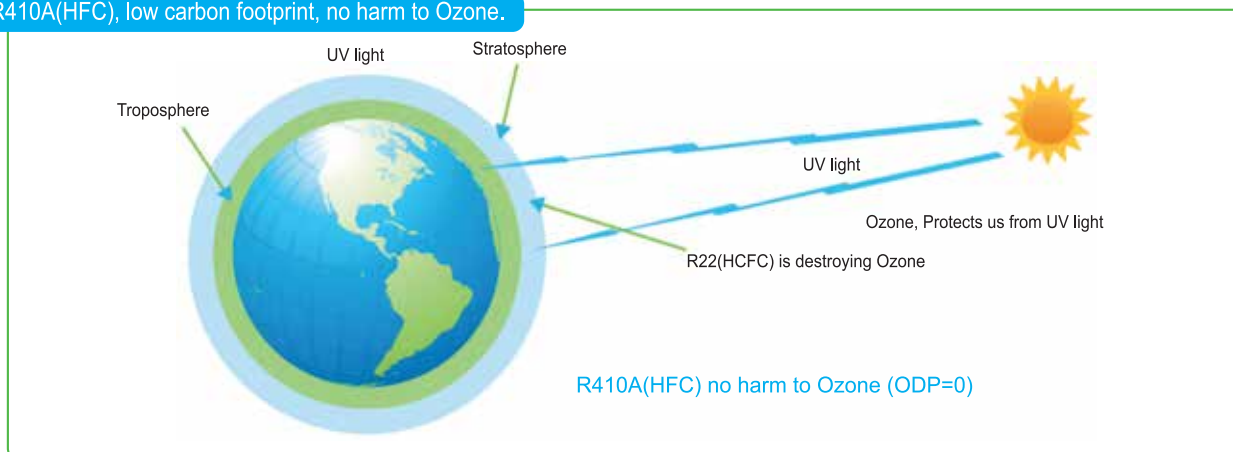 R410A(HFC), low carbon footprint, no harm to Ozone.
UV light
Stratosphere
Troposphere
UV light
Ozone, Protects us from UV light
R22(HCFC) is destroying Ozone
R410A(HFC) no harm to Ozone (ODP=0)